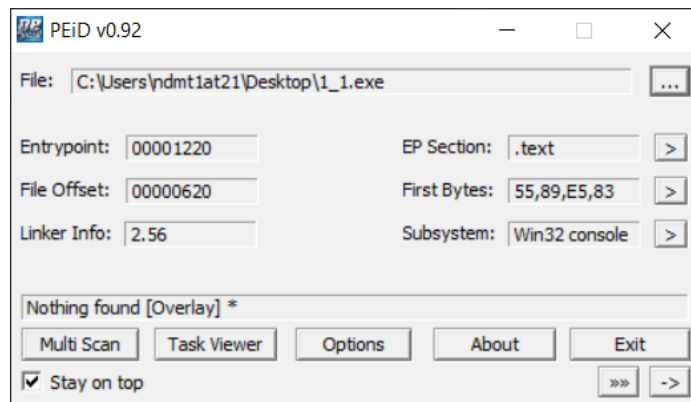 PEiD v0.92
File: C:\Users\ndmt1at21\Desktop\1_1.exe ...
Entrypoint: 00001220 EP Section: .text >
File Offset: 00000620 First Bytes: 55,89,E5,83 >
Linker Info: 2.56 Subsystem: Win32 console >
Nothing found [Overlay] *
Multi Scan Task Viewer Options About Exit
Stay on top »» ->